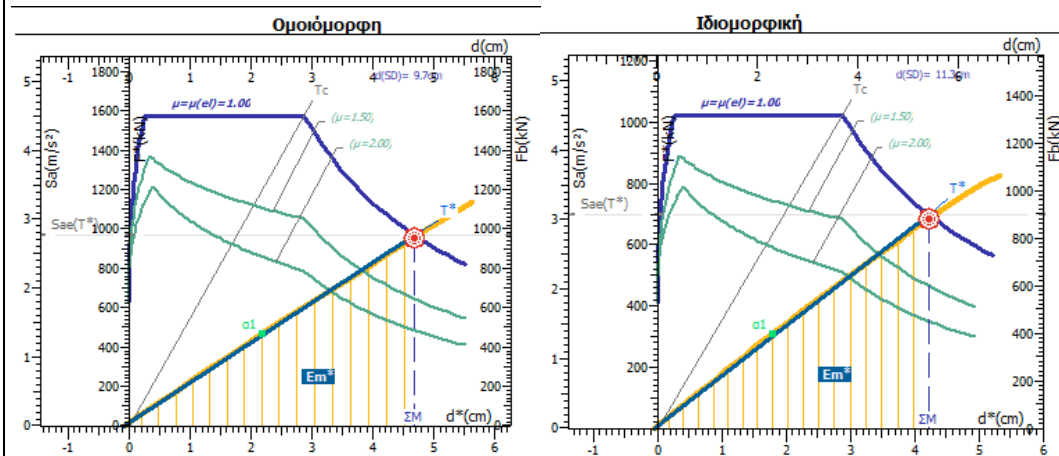 Ομοιόμορφη
d(cm)
-1 0 1 2 3 4 5 6
d(SD)= 9.7cm
Tc
μ=μ(el)=1.00
(μ=1.50)
(μ=2.00)
F*(kN)
Sa(m/s²)
Fb(kN)
1800 1600 1400 1200 1000 800 600 400 200 0
5 4 3 2 1 0
1800 1600 1400 1200 1000 800 600 400 200 0
T*
Sae(T*)
α1
Em*
ΣΜ
d*(cm)
-1 0 1 2 3 4 5 6
Ιδιομορφική
d(cm)
0 2 4 6
d(SD)= 11.3cm
Tc
μ=μ(el)=1.00
(μ=1.50)
(μ=2.00)
F*(kN)
Sa(m/s²)
Fb(kN)
1200 1000 800 600 400 200 0
5 4 3 2 1 0
1400 1200 1000 800 600 400 200 0
T*
Sae(T*)
α1
Em*
ΣΜ
d*(cm)
-1 0 1 2 3 4 5 6